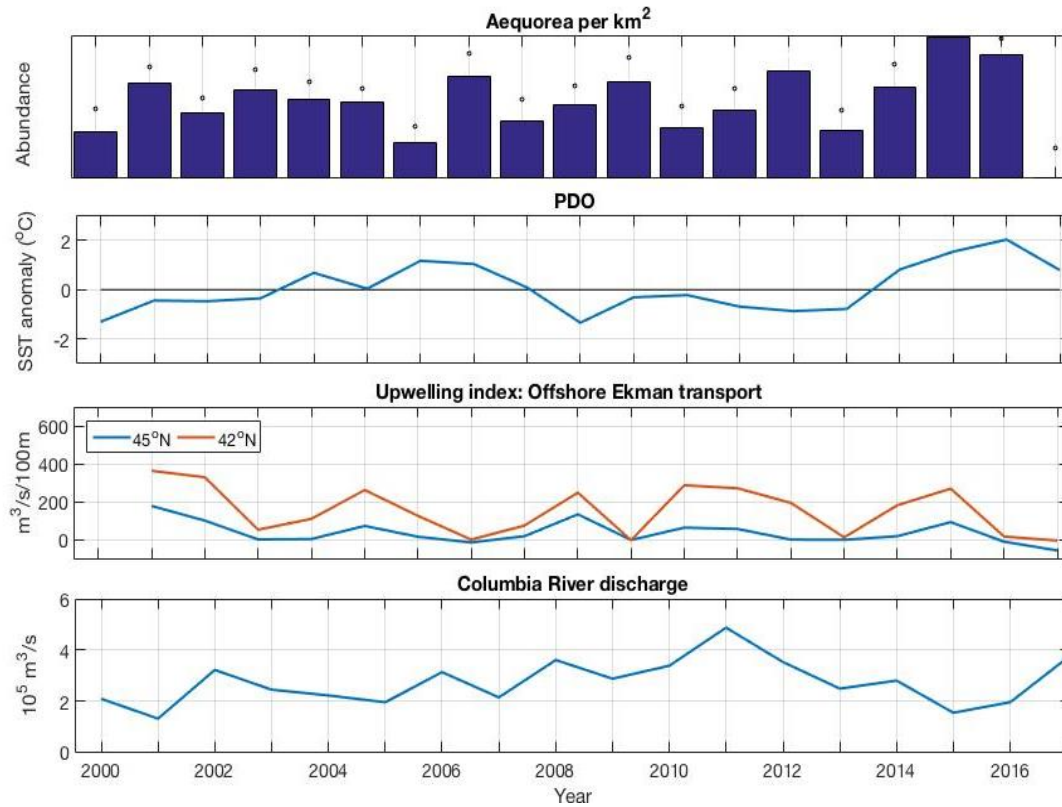 Aequorea per km²
Abundance
PDO
SST anomaly (°C)
2
0
-2
Upwelling index: Offshore Ekman transport
m³/s/100m
600
400
200
0
45°N 42°N
Columbia River discharge
10⁵ m³/s
6
4
2
0
2000 2002 2004 2006 2008 2010 2012 2014 2016
Year